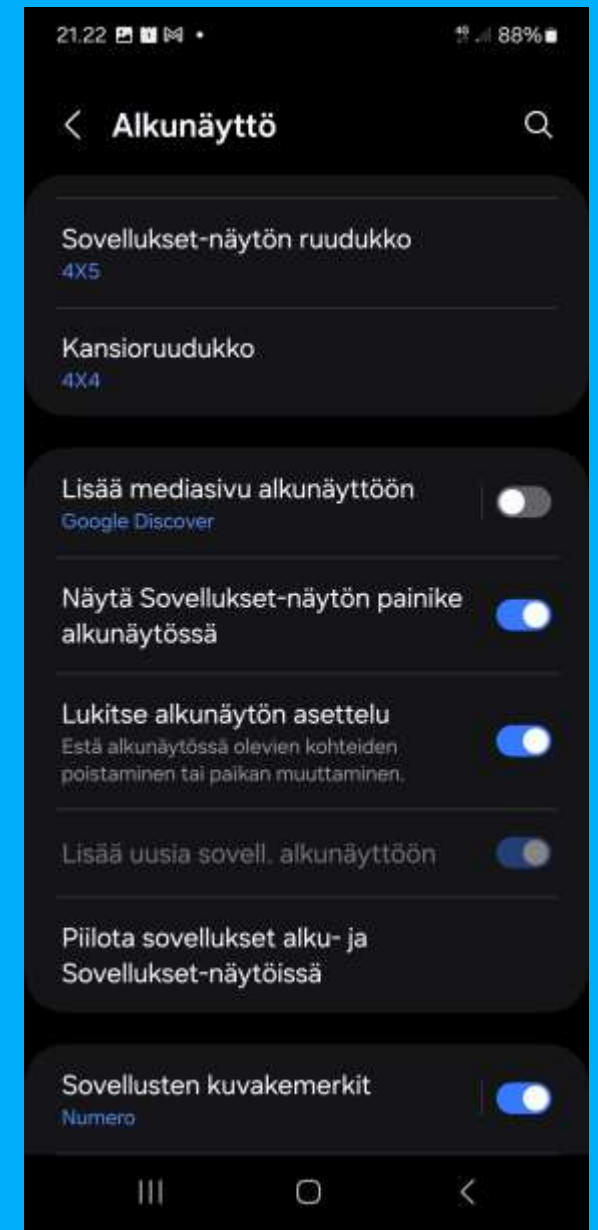 21.22 88%
Alkunäyttö
Sovellukset-näytön ruudukko
4X5
Kansioruudukko
4X4
Lisää mediasivu alkunäyttöön
Google Discover
Näytä Sovellukset-näytön painike
alkunäytössä
Lukitse alkunäytön asettelu
Estä alkunäytössä olevien kohteiden
poistaminen tai paikan muuttaminen.
Lisää uusia sovell. alkunäyttöön
Piilota sovellukset alku- ja
Sovellukset-näytöissä
Sovellusten kuvakemerkit
Numero